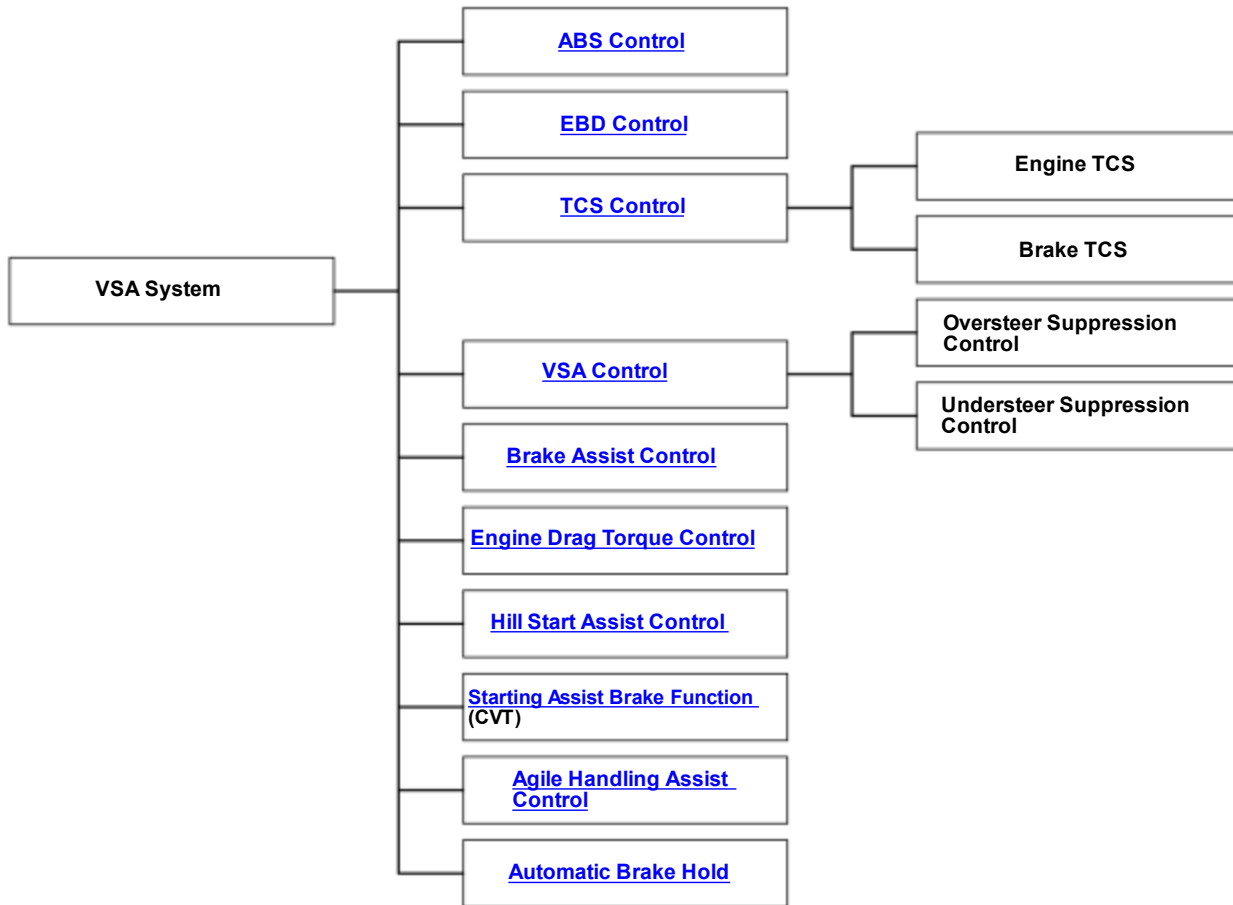 ABS Control
EBD Control
TCS Control
Engine TCS
Brake TCS
VSA System
VSA Control
Oversteer Suppression
Control
Understeer Suppression
Control
Brake Assist Control
Engine Drag Torque Control
Hill Start Assist Control
Starting Assist Brake Function
(CVT)
Agile Handling Assist
Control
Automatic Brake Hold